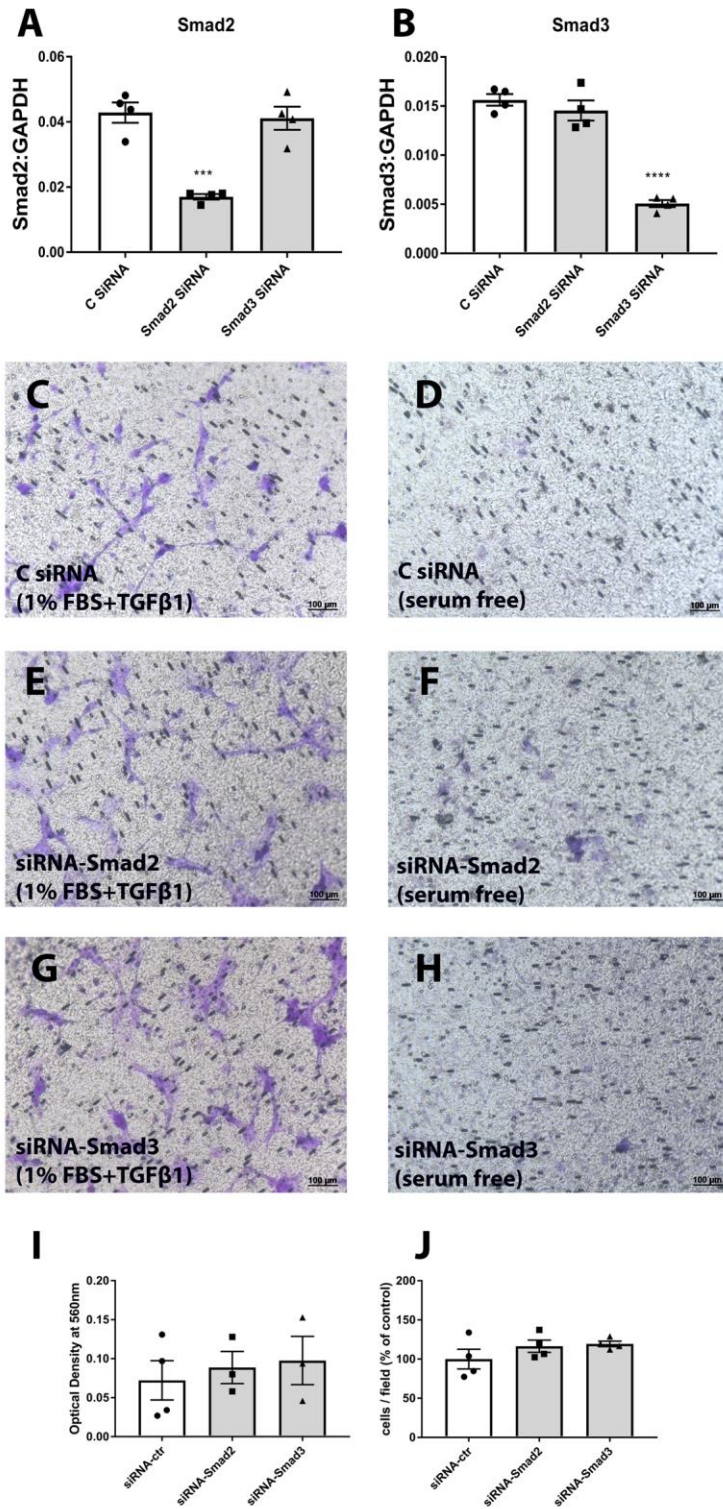 A
Smad2
Smad2:GAPDH
0.06
0.04
0.02
0.00
***
C SiRNA
Smad2 SiRNA
Smad3 SiRNA
B
Smad3
Smad3:GAPDH
0.020
0.015
0.010
0.005
0.000
****
C SiRNA
Smad2 SiRNA
Smad3 SiRNA
C
C siRNA
(1% FBS+TGFβ1)
100 µm
D
C siRNA
(serum free)
100 µm
E
siRNA-Smad2
(1% FBS+TGFβ1)
100 µm
F
siRNA-Smad2
(serum free)
100 µm
G
siRNA-Smad3
(1% FBS+TGFβ1)
100 µm
H
siRNA-Smad3
(serum free)
100 µm
I
Optical Density at 560nm
0.20
0.15
0.10
0.05
0.00
siRNA-ctr
siRNA-Smad2
siRNA-Smad3
J
cells / field (% of control)
200
150
100
50
0
siRNA-ctr
siRNA-Smad2
siRNA-Smad3